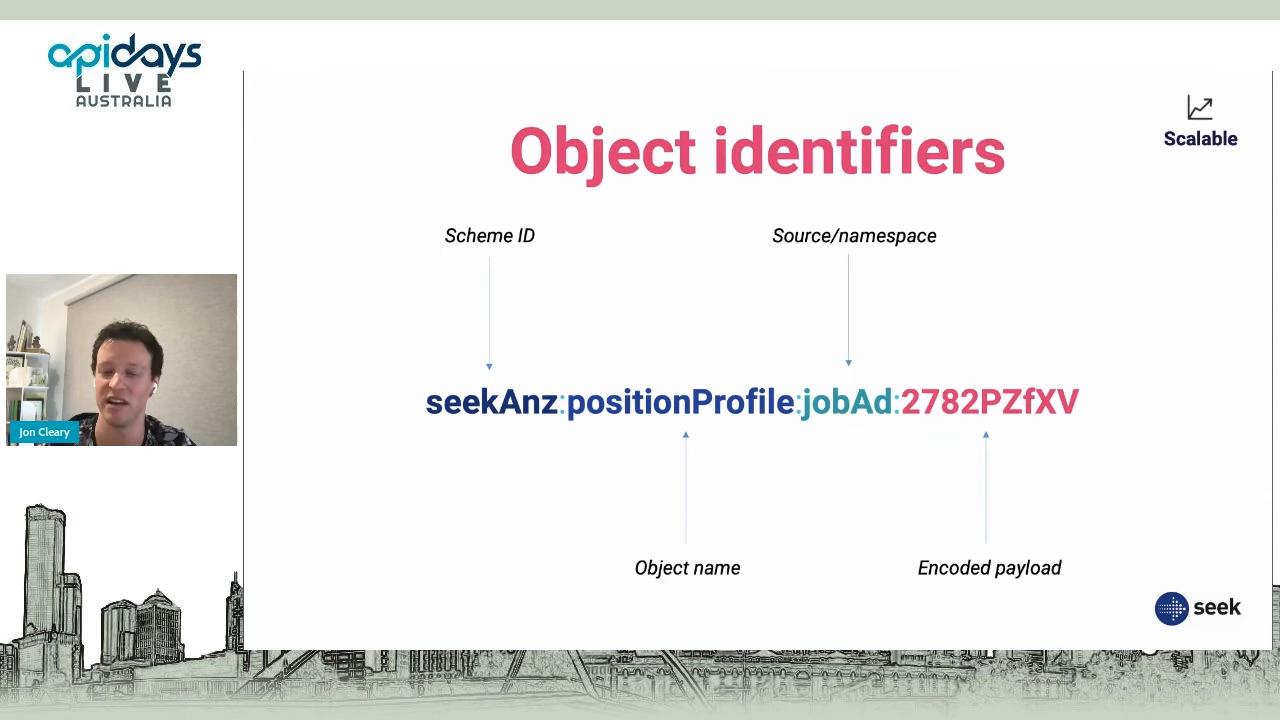 apidays
LIVE
AUSTRALIA
Scalable
Object identifiers
Scheme ID
Source/namespace
seekAnz:positionProfile:jobAd:2782PZfXV
Jon Cleary
Object name
Encoded payload
seek